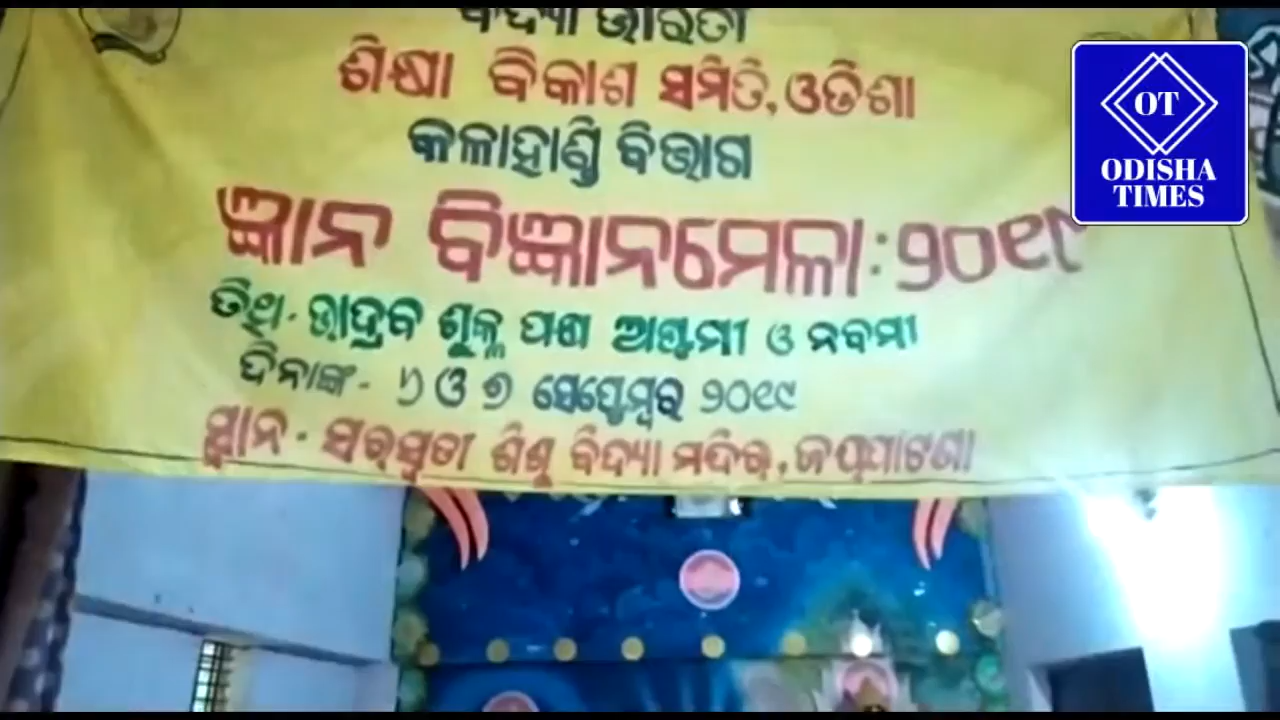 ବିଦ୍ୟା ଭାରତୀ
ଶିକ୍ଷା ବିକାଶ ସମିତି, ଓଡିଶା
କଳାହାଣ୍ଡି ବିଭାଗ
ଜ୍ଞାନ ବିଜ୍ଞାନମେଳା:୨୦୧୯
ତିଥି- ଭାଦ୍ରବ ଶୁକ୍ଳ ପକ୍ଷ ଅଷ୍ଟମୀ ଓ ନବମୀ
ଦିନାଙ୍କ- ୬ ଓ ୭ ସେପ୍ଟେମ୍ବର ୨୦୧୯
ସ୍ଥାନ- ସରସ୍ୱତୀ ଶିଶୁ ବିଦ୍ୟା ମନ୍ଦିର, ଜୟପାଟଣା
OT
ODISHA
TIMES